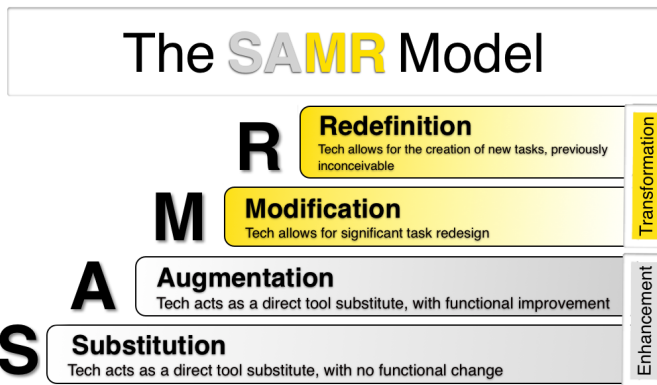 The SAMR Model
R
Redefinition
Tech allows for the creation of new tasks, previously
inconceivable
M
Modification
Tech allows for significant task redesign
Transformation
A
Augmentation
Tech acts as a direct tool substitute, with functional improvement
S
Substitution
Tech acts as a direct tool substitute, with no functional change
Enhancement